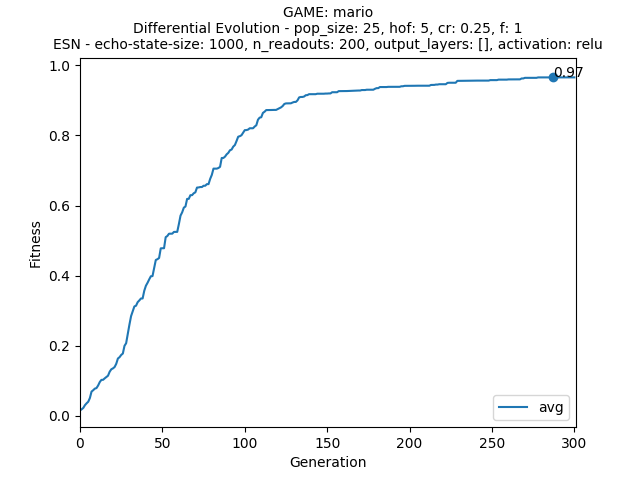 GAME: mario
Differential Evolution - pop_size: 25, hof: 5, cr: 0.25, f: 1
ESN - echo-state-size: 1000, n_readouts: 200, output_layers: [], activation: relu
1.0
0.97
0.8
0.6
0.4
0.2
0.0
Fitness
avg
0 50 100 150 200 250 300
Generation